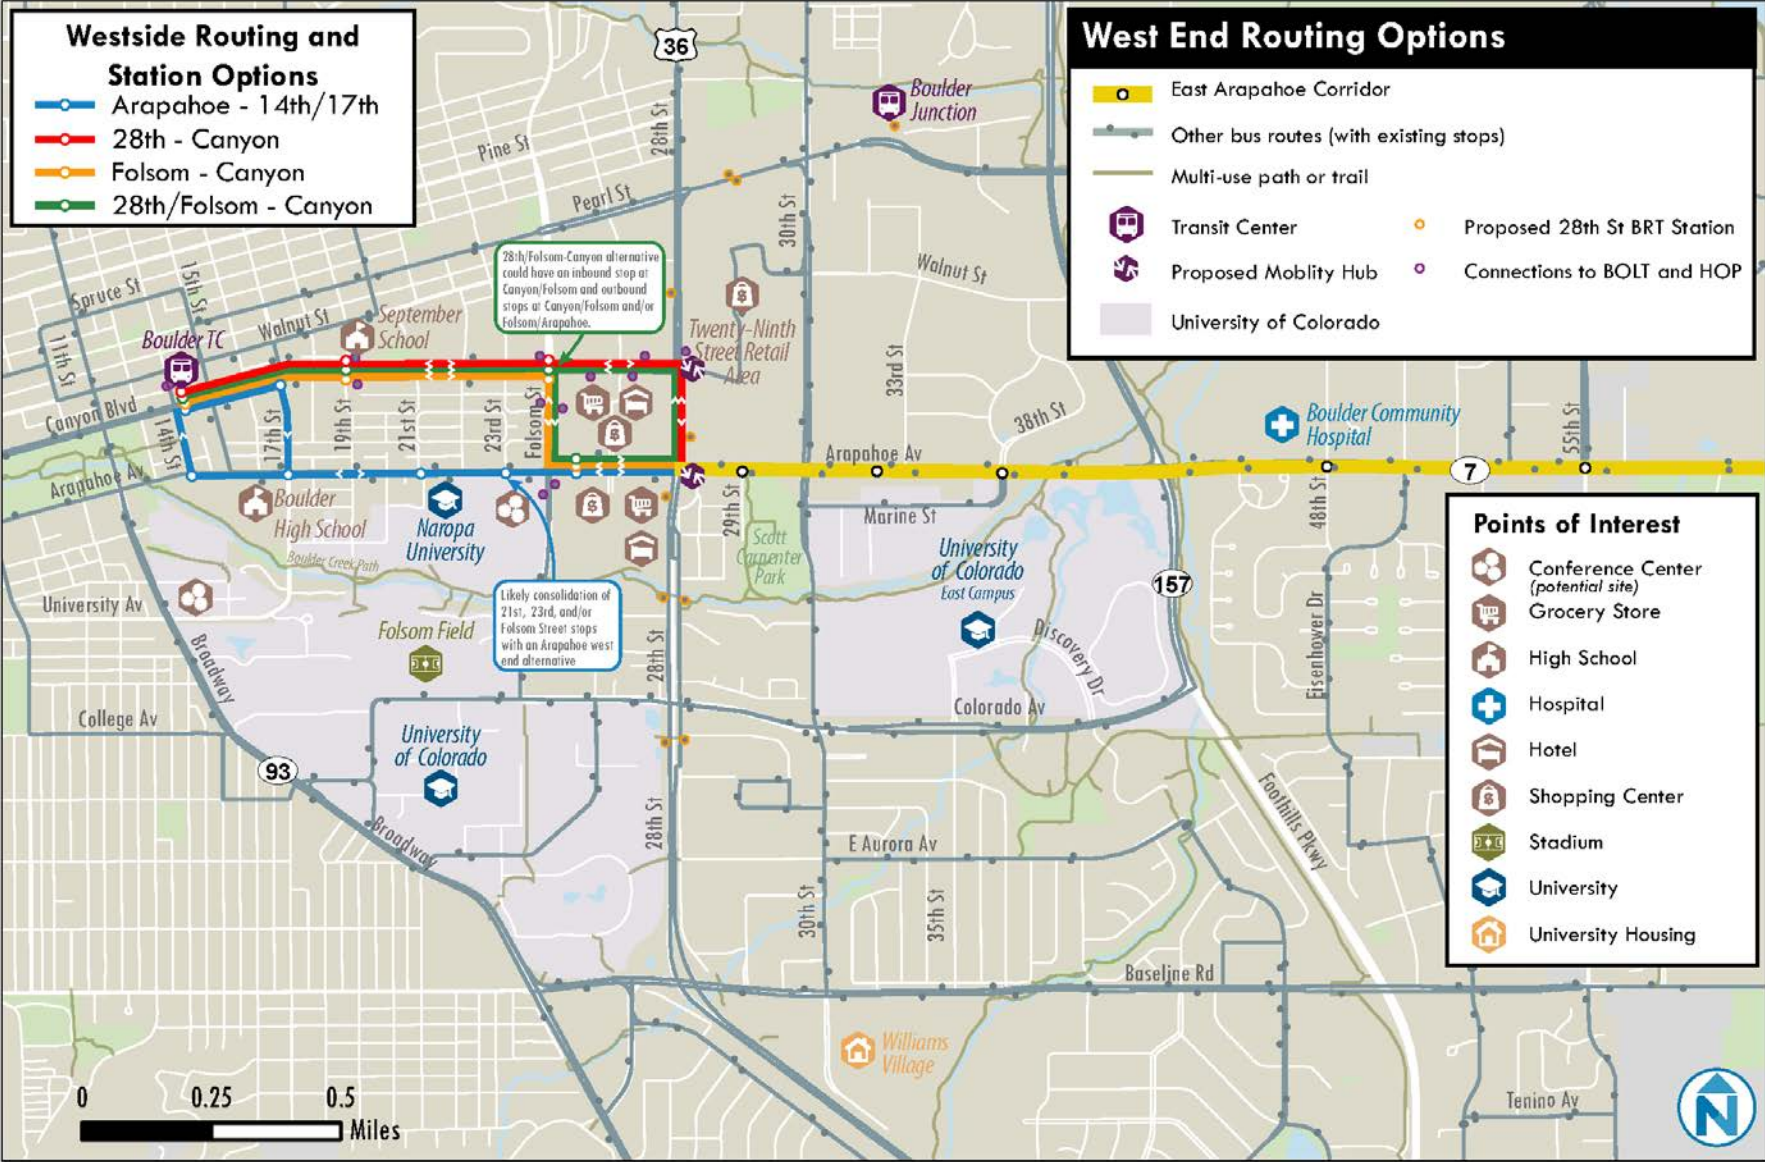 Westside Routing and
Station Options
Arapahoe - 14th/17th
28th - Canyon
Folsom - Canyon
28th/Folsom - Canyon
West End Routing Options
East Arapahoe Corridor
Other bus routes (with existing stops)
Multi-use path or trail
Transit Center
Proposed 28th St BRT Station
Proposed Moblity Hub
Connections to BOLT and HOP
University of Colorado
36
Boulder
Junction
28th St
Pine St
Pearl St
30th St
Walnut St
28th/Folsom-Canyon alternative
could have an inbound stop at
Canyon/Folsom and outbound
stops at Canyon/Folsom and/or
Folsom/Arapahoe.
Spruce St
15th St
Walnut St
September
School
Boulder TC
11th St
Twenty-Ninth
Street Retail
Area
33rd St
Canyon Blvd
14th St
17th St
19th St
21st St
23rd St
Folsom St
38th St
Boulder Community
Hospital
55th St
Arapahoe Av
Arapahoe Av
7
Boulder
High School
Naropa
University
29th St
Marine St
48th St
Boulder Creek Path
Scott
Carpenter
Park
University
of Colorado
East Campus
157
University Av
Likely consolidation of
21st, 23rd, and/or
Folsom Street stops
with an Arapahoe west
end alternative
Folsom Field
Broadway
28th St
Discovery Dr
Eisenhower Dr
College Av
Colorado Av
University
of Colorado
93
Broadway
28th St
Foothills Pkwy
E Aurora Av
30th St
35th St
Baseline Rd
Williams
Village
Tenino Av
Points of Interest
Conference Center
(potential site)
Grocery Store
High School
Hospital
Hotel
Shopping Center
Stadium
University
University Housing
0 0.25 0.5
Miles
N